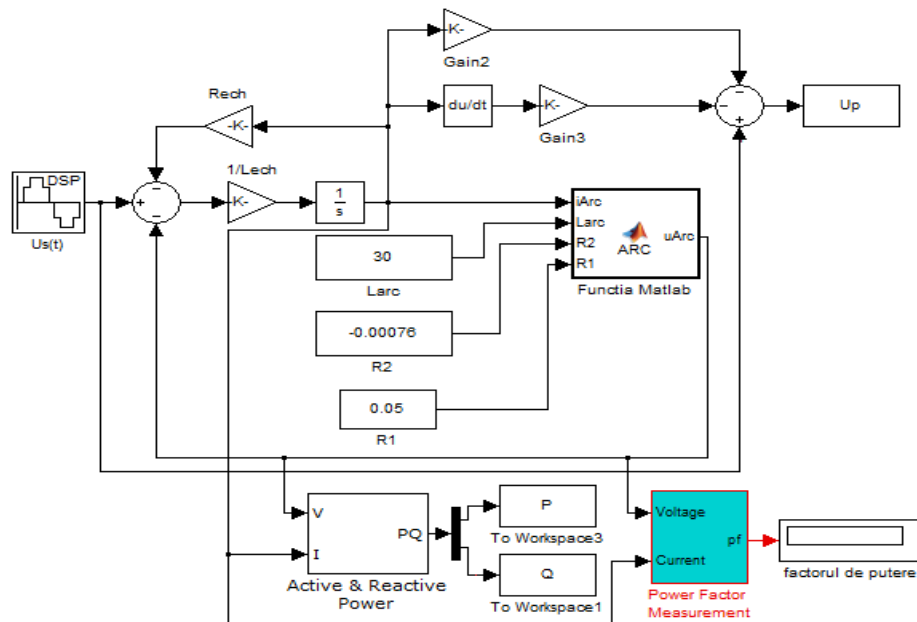 K-
Gain2
Rech
-K-
du/dt
K-
Gain3
Up
1/Lech
K-
1
s
DSP
Us(t)
iArc
Larc
R2
R1
ARC
uArc
Functia Matlab
30
Larc
-0.00076
R2
0.05
R1
V
I
PQ
Active & Reactive
Power
P
To Workspace3
Q
To Workspace1
Voltage
Current
pf
Power Factor
Measurement
factorul de putere